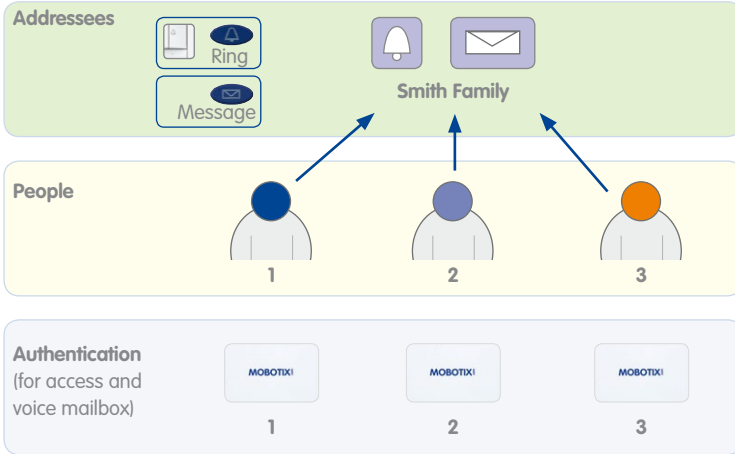 Addressees
Ring
Message
Smith Family
People
1
2
3
Authentication
(for access and
voice mailbox)
MOBOTIX
MOBOTIX
MOBOTIX
1
2
3